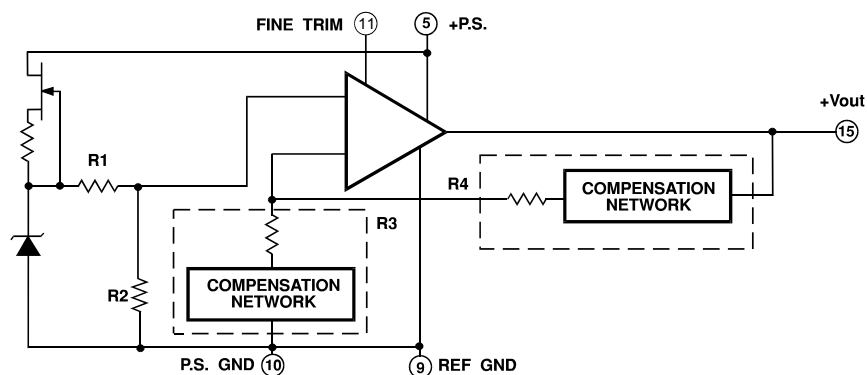 FINE TRIM 11
5 +P.S.
+Vout
15
R1
R4
COMPENSATION
NETWORK
R3
R2
COMPENSATION
NETWORK
P.S. GND 10
9 REF GND